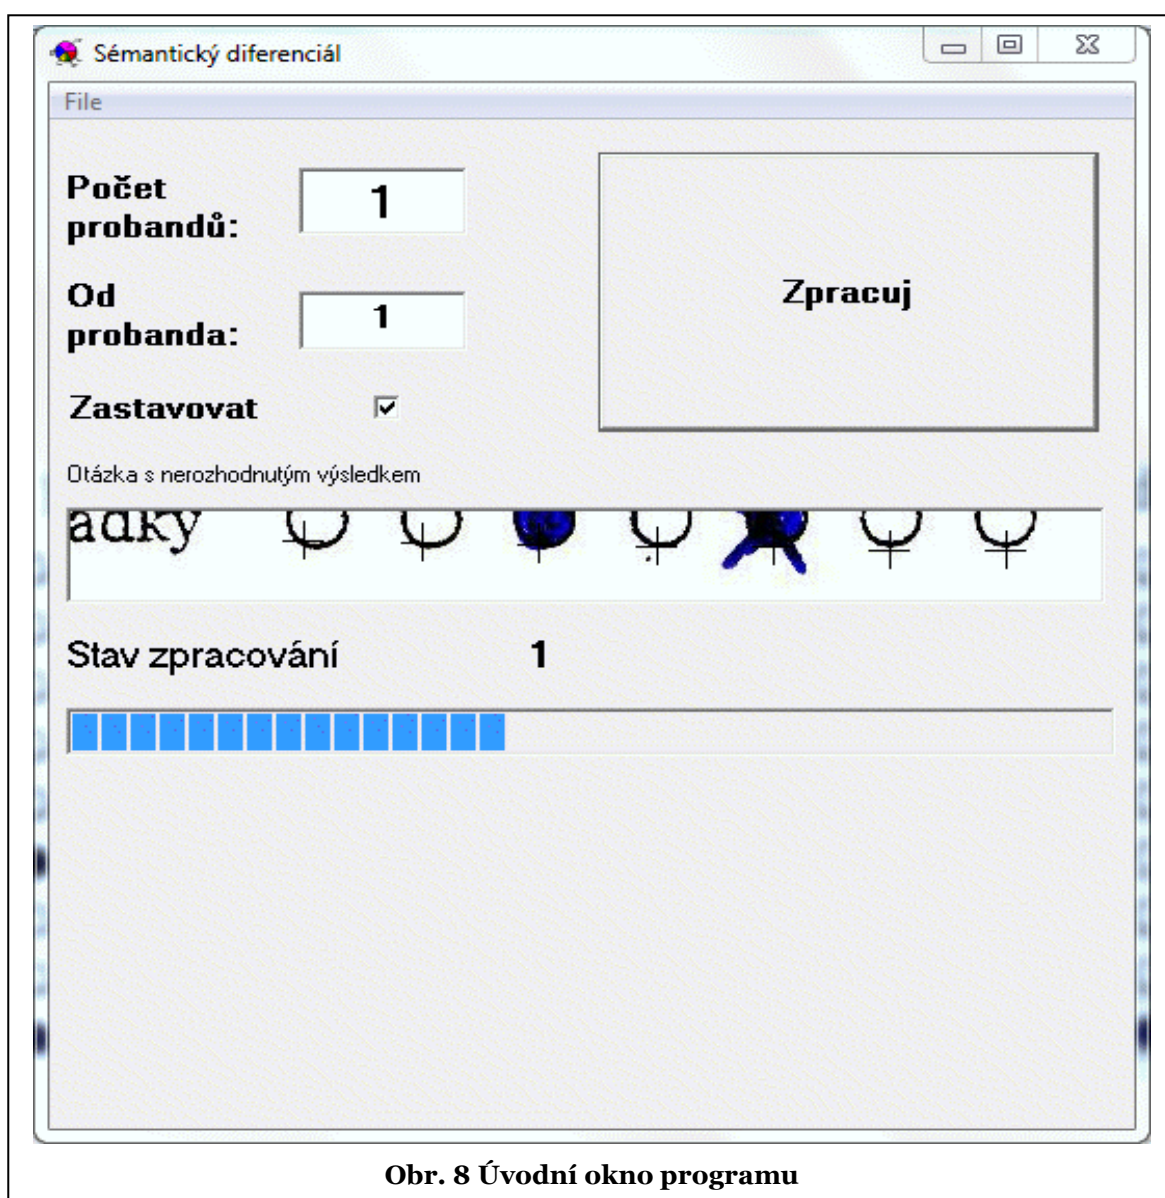 Sémantický diferenciál
File
Počet
probandů:
1
Zpracuj
Od
probanda:
1
Zastavovat
Otázka s nerozhodnutým výsledkem
adky
Stav zpracování 1
Obr. 8 Úvodní okno programu